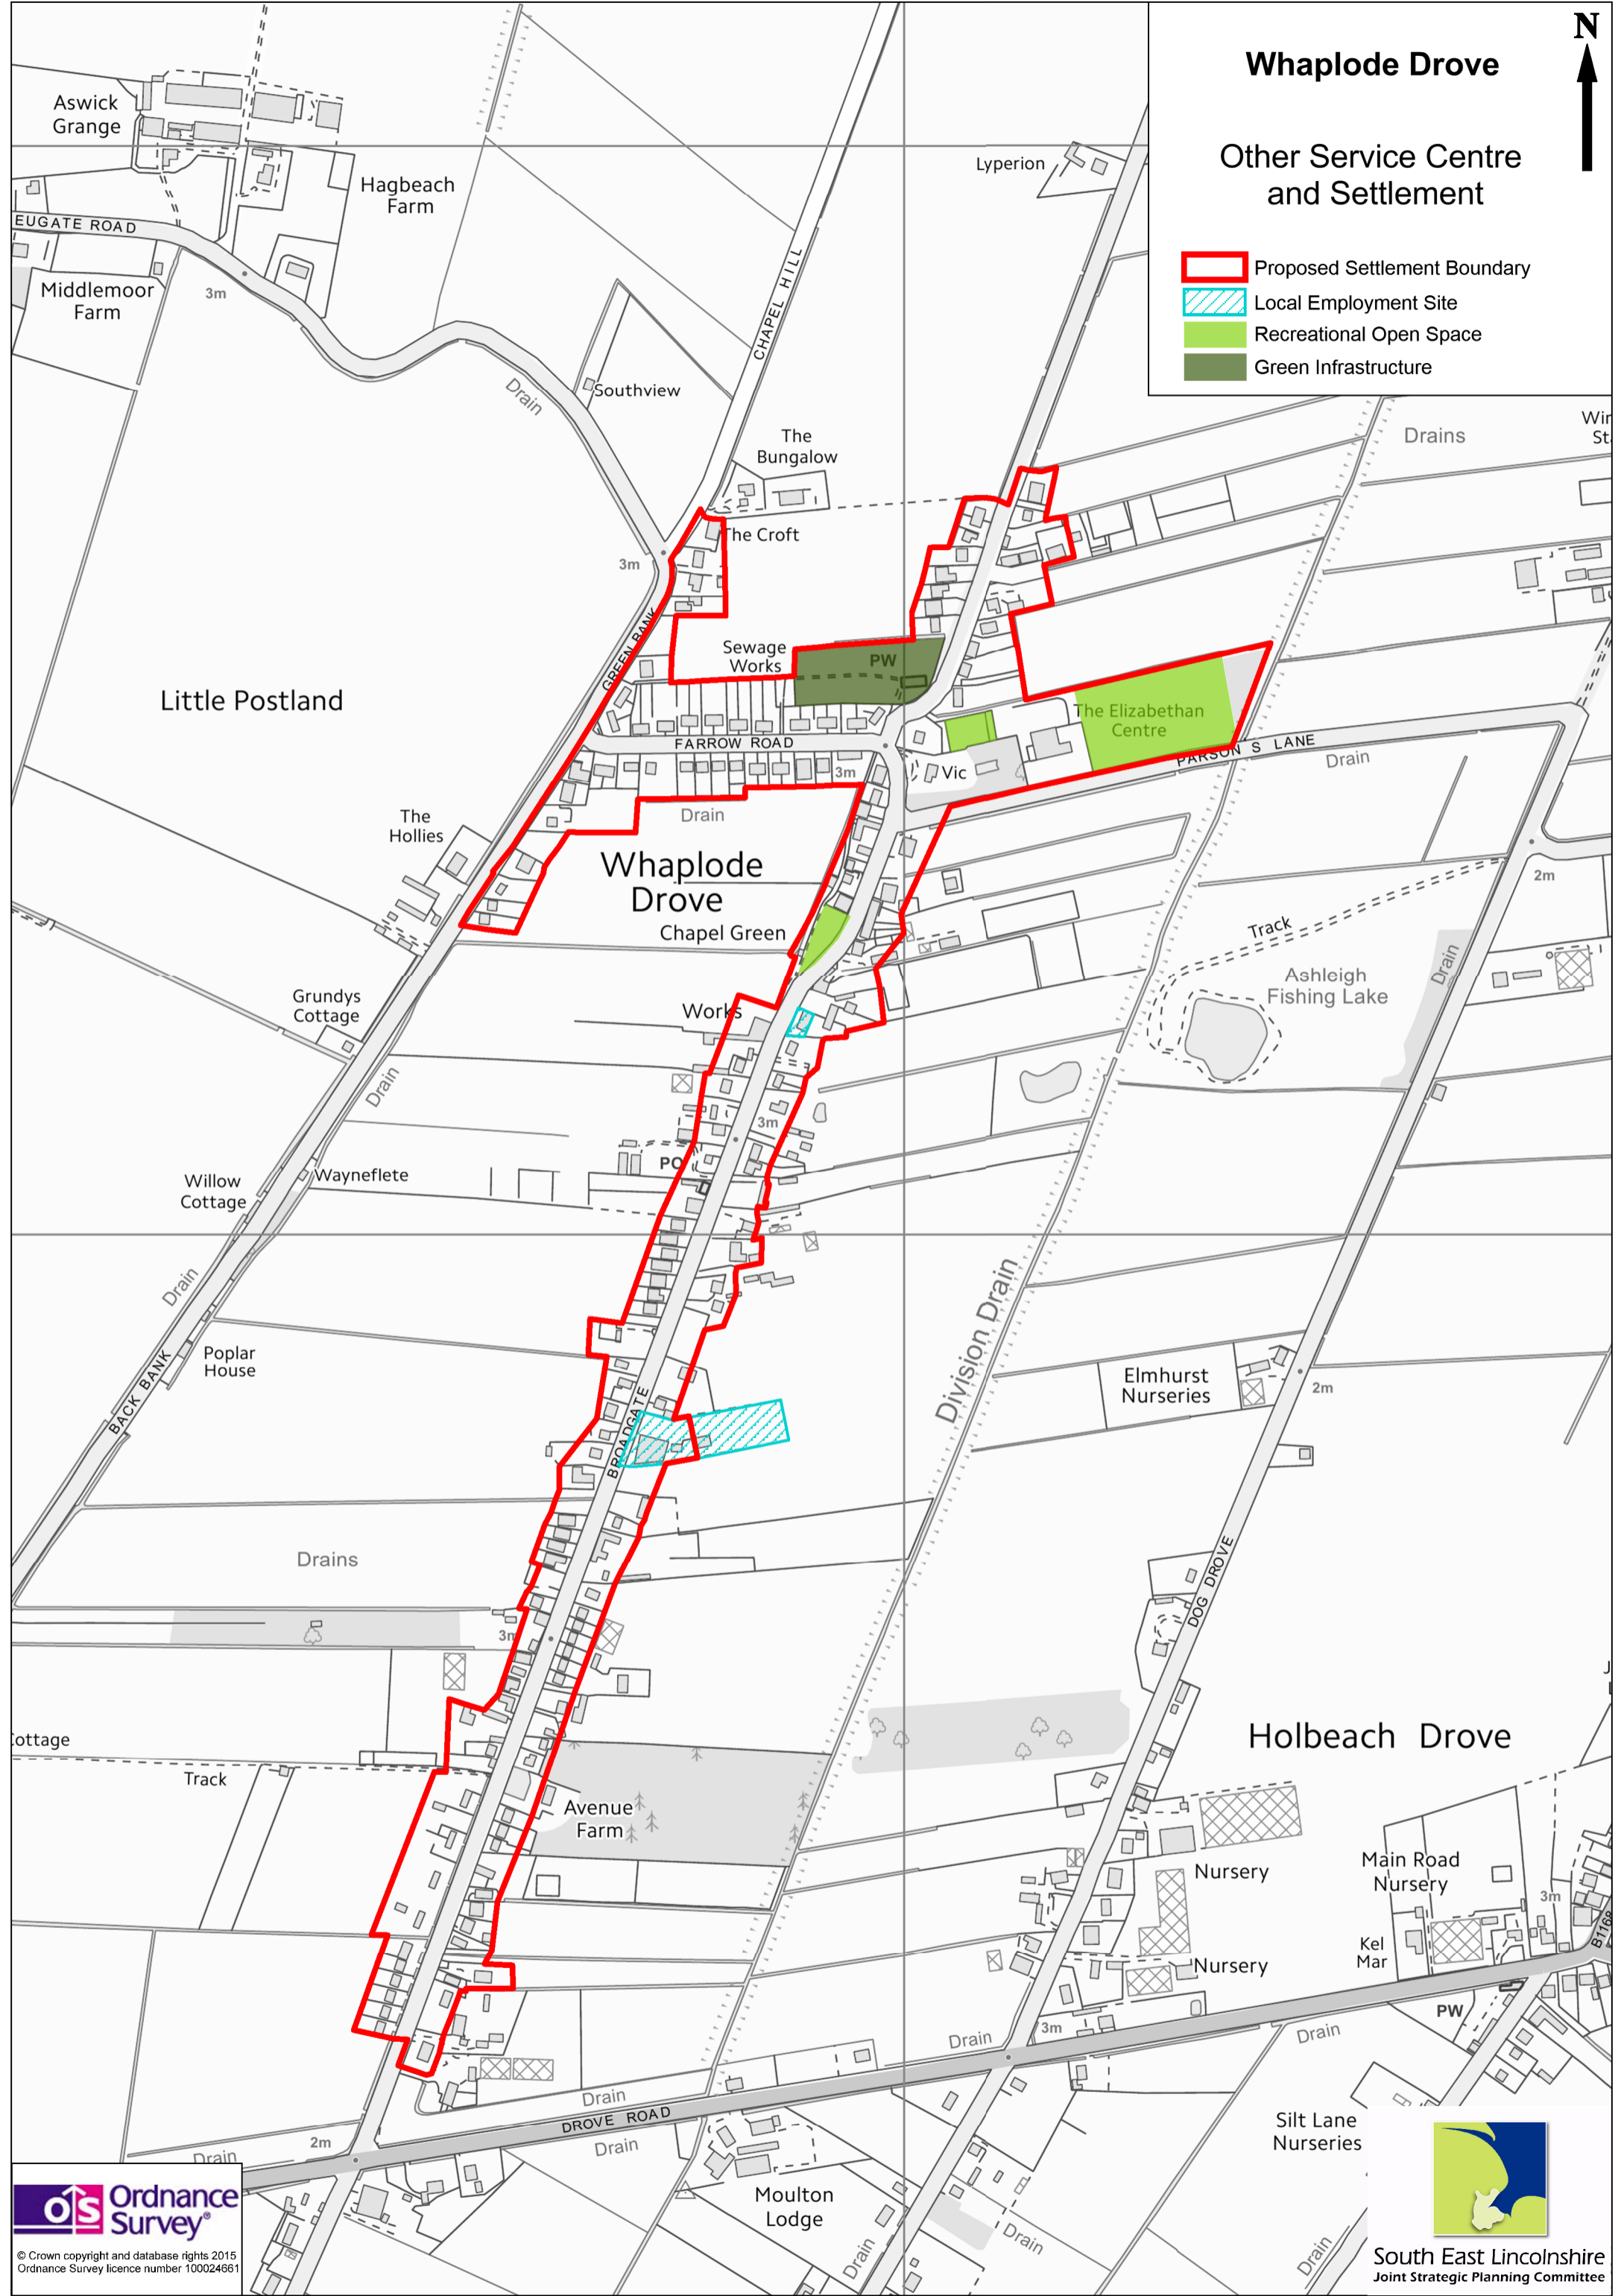 N
Whaplode Drove
Other Service Centre
and Settlement
Proposed Settlement Boundary
Local Employment Site
Recreational Open Space
Green Infrastructure
Aswick
Grange
Hagbeach
Farm
EUGATE ROAD
Middlemoor
Farm
3m
Lyperion
CHAPEL HILL
Drain
Southview
The
Bungalow
Drains
The Croft
3m
GREEN BANK
Sewage
Works
PW
Little Postland
The Elizabethan
Centre
FARROW ROAD
PARSON S LANE
3m
Vic
Drain
The
Hollies
Drain
Whaplode
Drove
Chapel Green
2m
Track
Drain
Ashleigh
Fishing Lake
Grundys
Cottage
Works
Drain
3m
PO
Willow
Cottage
Wayneflete
Drain
Division Drain
Poplar
House
BACK BANK
Elmhurst
Nurseries
2m
BROADGATE
Drains
DOG DROVE
3m
Holbeach Drove
Track
Avenue
Farm
Nursery
Main Road
Nursery
3m
Kel
Mar
B1168
Nursery
PW
Drain
3m
Drain
Drain
DROVE ROAD
Drain
2m
Drain
Silt Lane
Nurseries
Moulton
Lodge
Drain
Drain
Drain
OS Ordnance
Survey®
© Crown copyright and database rights 2015
Ordnance Survey licence number 100024661
South East Lincolnshire
Joint Strategic Planning Committee